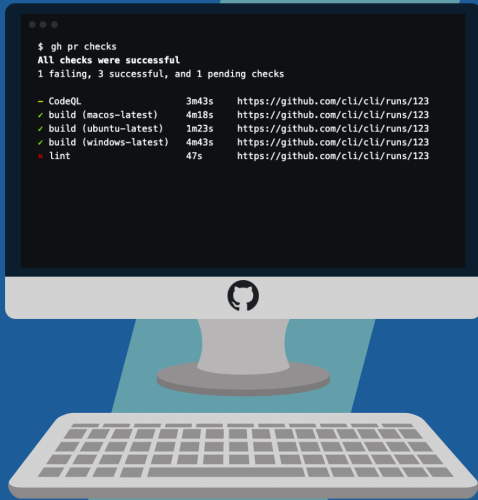 $ gh pr checks
All checks were successful
1 failing, 3 successful, and 1 pending checks
– CodeQL 3m43s https://github.com/cli/cli/runs/123
✓ build (macos-latest) 4m18s https://github.com/cli/cli/runs/123
✓ build (ubuntu-latest) 1m23s https://github.com/cli/cli/runs/123
✓ build (windows-latest) 4m43s https://github.com/cli/cli/runs/123
× lint 47s https://github.com/cli/cli/runs/123